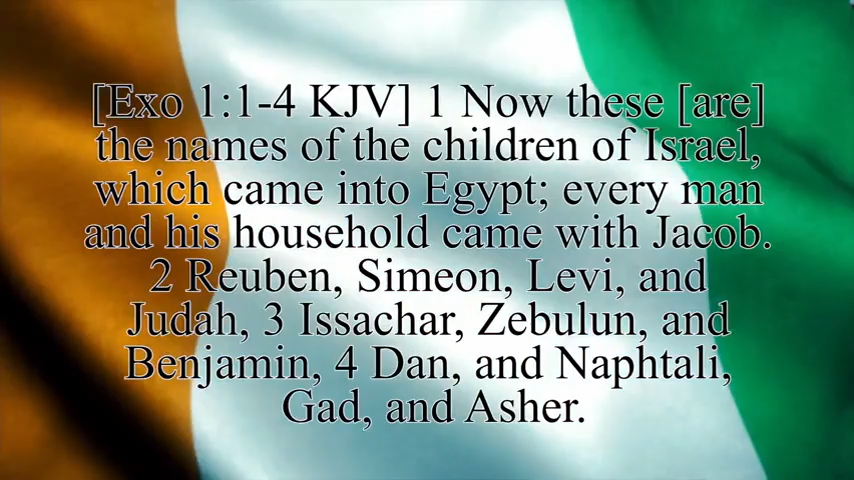 [Exo 1:1-4 KJV] 1 Now these [are]
the names of the children of Israel,
which came into Egypt; every man
and his household came with Jacob.
2 Reuben, Simeon, Levi, and
Judah, 3 Issachar, Zebulun, and
Benjamin, 4 Dan, and Naphtali,
Gad, and Asher.